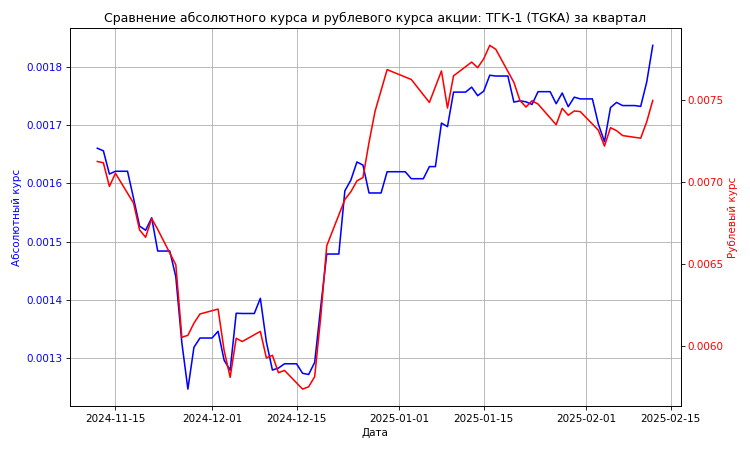 Сравнение абсолютного курса и рублевого курса акции: ТГК-1 (TGKA) за квартал
0.0018
0.0017
0.0016
0.0015
0.0014
0.0013
Абсолютный курс
0.0075
0.0070
0.0065
0.0060
Рублевый курс
2024-11-15 2024-12-01 2024-12-15 2025-01-01 2025-01-15 2025-02-01 2025-02-15
Дата